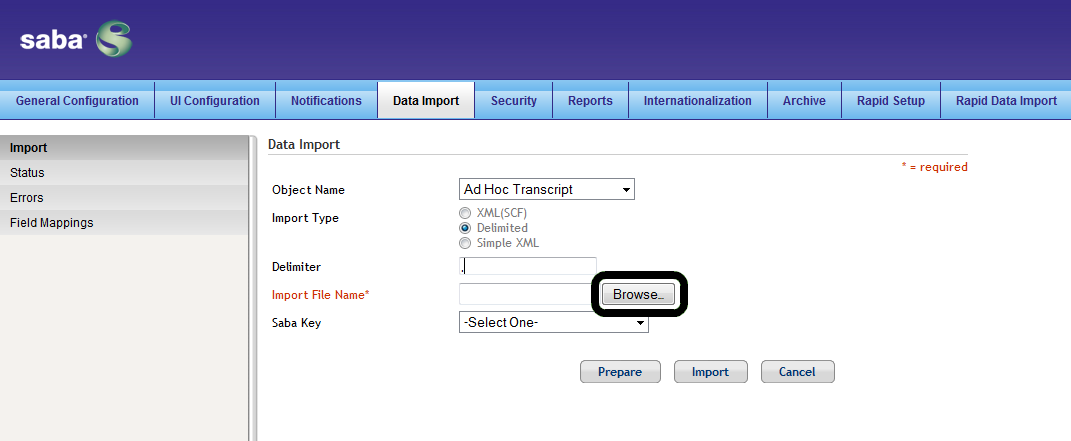 saba
General Configuration UI Configuration Notifications Data Import Security Reports Internationalization Archive Rapid Setup Rapid Data Import
Import
Status
Errors
Field Mappings
Data Import
* = required
Object Name Ad Hoc Transcript
Import Type XML(SCF)
Delimited
Simple XML
Delimiter ,
Import File Name* Browse...
Saba Key -Select One-
Prepare Import Cancel